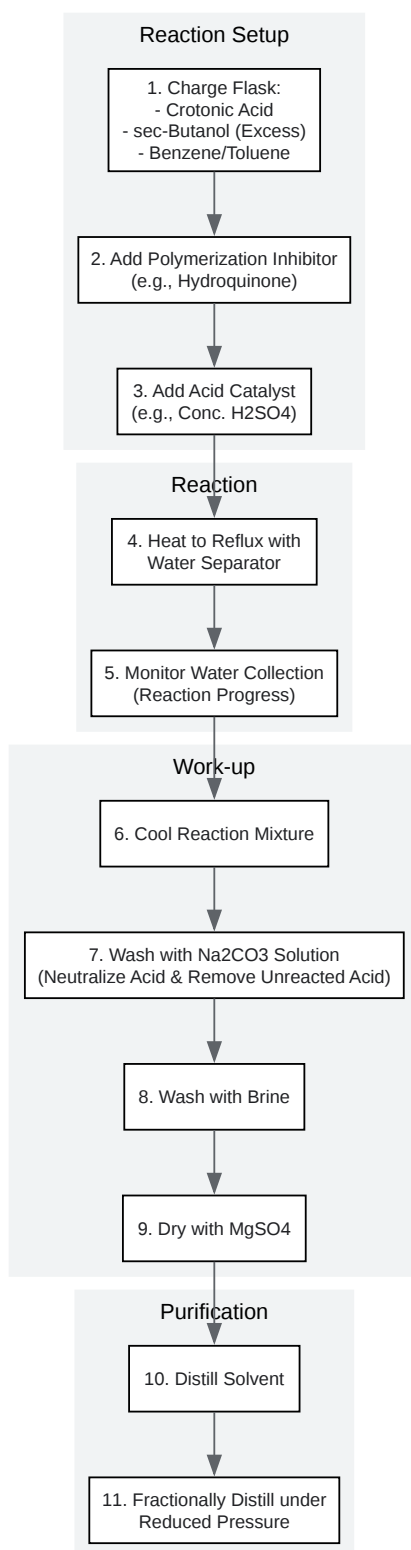 Reaction Setup
1. Charge Flask:
- Crotonic Acid
- sec-Butanol (Excess)
- Benzene/Toluene
2. Add Polymerization Inhibitor
(e.g., Hydroquinone)
3. Add Acid Catalyst
(e.g., Conc. H2SO4)
Reaction
4. Heat to Reflux with
Water Separator
5. Monitor Water Collection
(Reaction Progress)
Work-up
6. Cool Reaction Mixture
7. Wash with Na2CO3 Solution
(Neutralize Acid & Remove Unreacted Acid)
8. Wash with Brine
9. Dry with MgSO4
Purification
10. Distill Solvent
11. Fractionally Distill under
Reduced Pressure